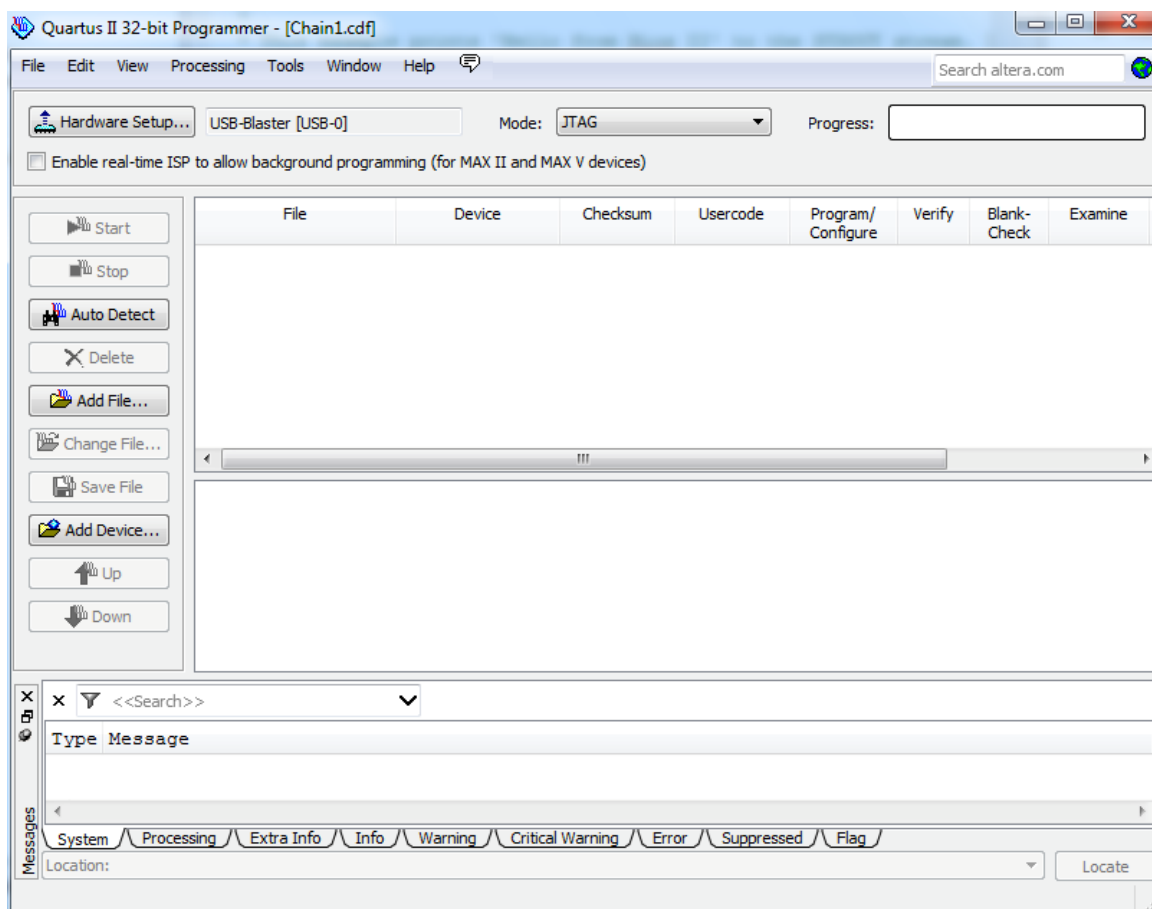 Quartus II 32-bit Programmer - [Chain1.cdf]
File Edit View Processing Tools Window Help
Search altera.com
Hardware Setup... USB-Blaster [USB-0] Mode: JTAG Progress:
Enable real-time ISP to allow background programming (for MAX II and MAX V devices)
File Device Checksum Usercode Program/ Configure Verify Blank- Check Examine
Start
Stop
Auto Detect
Delete
Add File...
Change File...
Save File
Add Device...
Up
Down
<<Search>>
Type Message
Messages
System Processing Extra Info Info Warning Critical Warning Error Suppressed Flag
Location: Locate